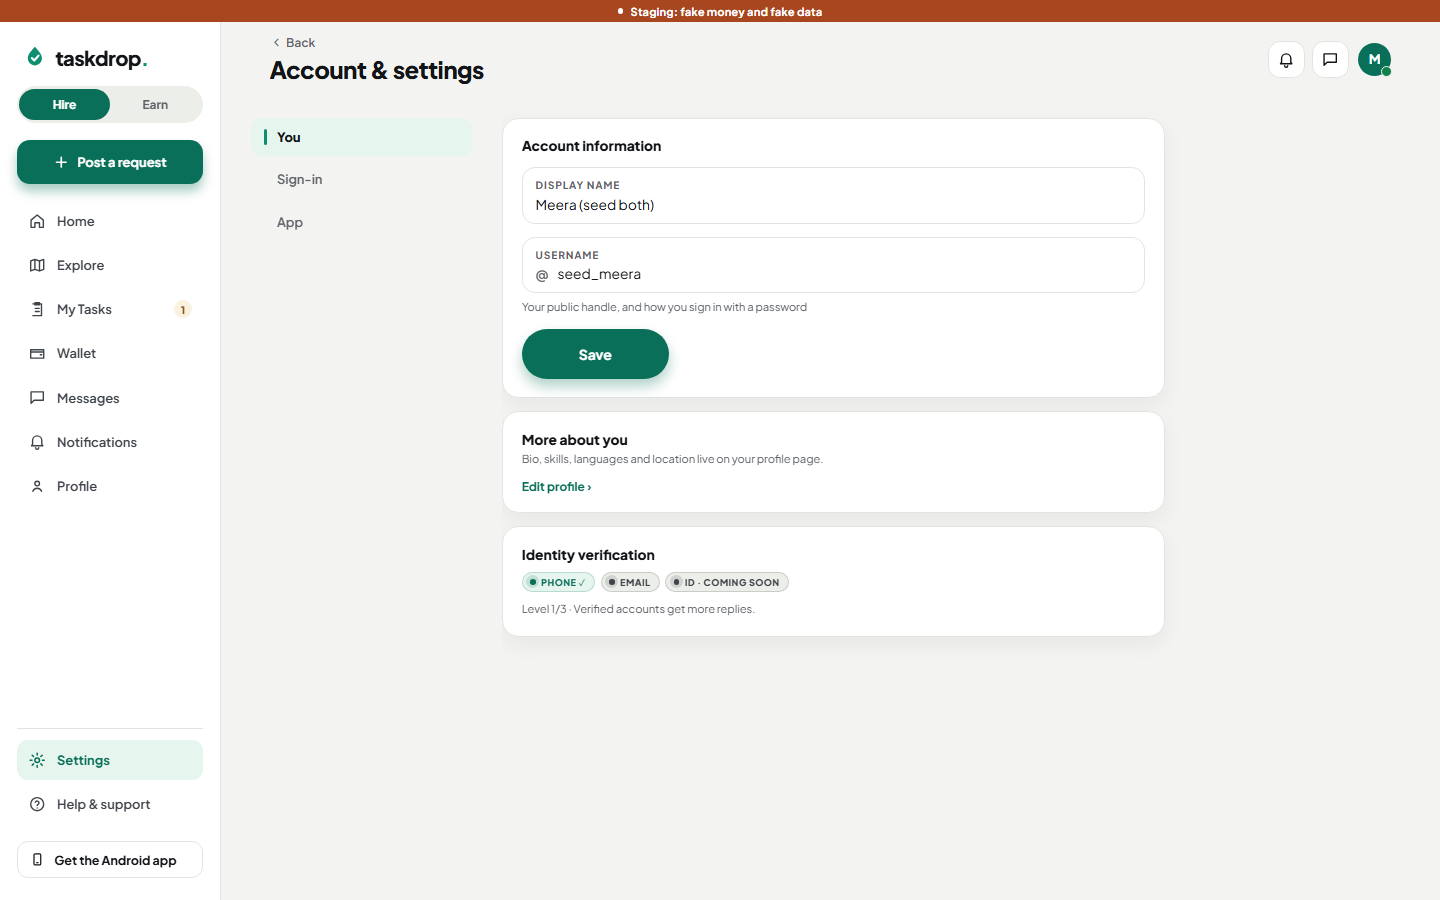 Staging: fake money and fake data
taskdrop.
Hire
Earn
Post a request
Home
Explore
My Tasks
1
Wallet
Messages
Notifications
Profile
Settings
Help & support
Get the Android app
Back
Account & settings
M
You
Sign-in
App
Account information
DISPLAY NAME
Meera (seed both)
USERNAME
@ seed_meera
Your public handle, and how you sign in with a password
Save
More about you
Bio, skills, languages and location live on your profile page.
Edit profile ›
Identity verification
PHONE ✓ EMAIL ID · COMING SOON
Level 1/3 · Verified accounts get more replies.